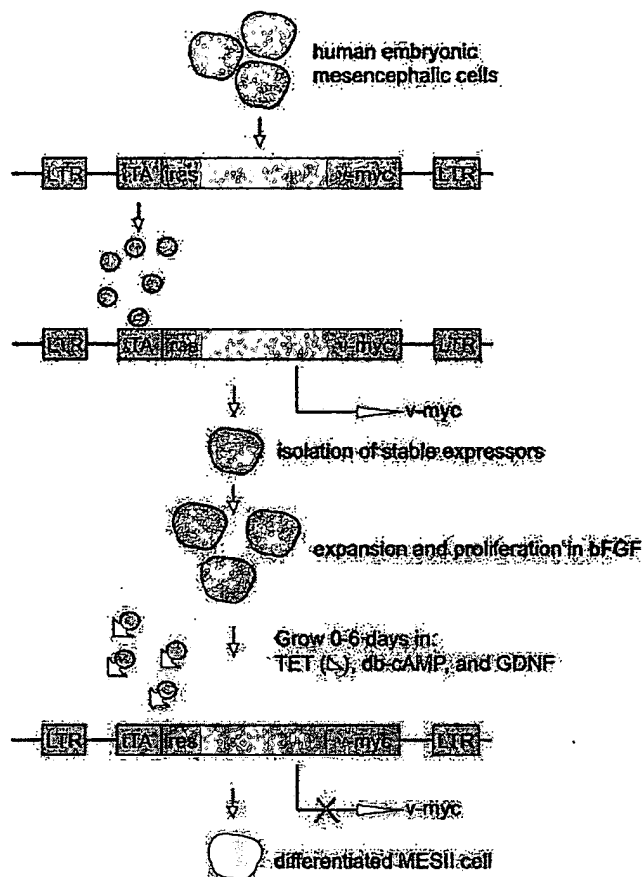 human embryonic
mesencephalic cells
LTR tTA ires v-myc LTR
LTR tTA ires v-myc LTR
v-myc
isolation of stable expressors
expansion and proliferation in bFGF
Grow 0-6 days in:
TET ( ), db-cAMP, and GDNF
LTR tTA ires v-myc LTR
v-myc
differentiated MESII cell